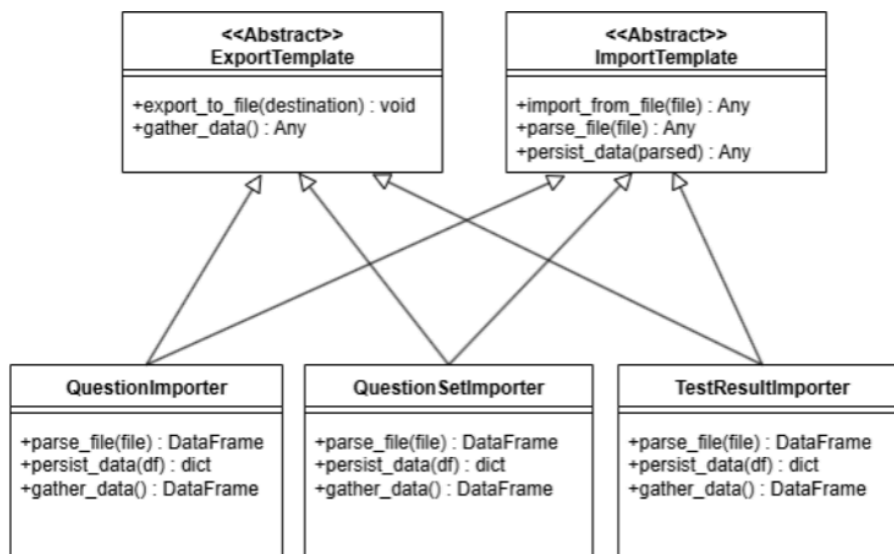 <<Abstract>>
ExportTemplate
+export_to_file(destination) : void
+gather_data() : Any
<<Abstract>>
ImportTemplate
+import_from_file(file) : Any
+parse_file(file) : Any
+persist_data(parsed) : Any
QuestionImporter
+parse_file(file) : DataFrame
+persist_data(df) : dict
+gather_data() : DataFrame
QuestionSetImporter
+parse_file(file) : DataFrame
+persist_data(df) : dict
+gather_data() : DataFrame
TestResultImporter
+parse_file(file) : DataFrame
+persist_data(df) : dict
+gather_data() : DataFrame